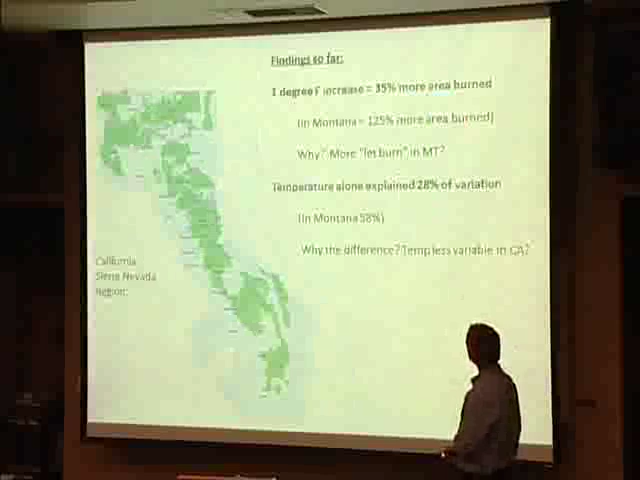 Findings so far:
1 degree F increase = 35% more area burned
(in Montana = 125% more area burned)
Why? More "let burn" in MT?
Temperature alone explained 28% of variation
(in Montana 58%)
Why the difference? Temp less variable in CA?
California
Sierra Nevada
Region: